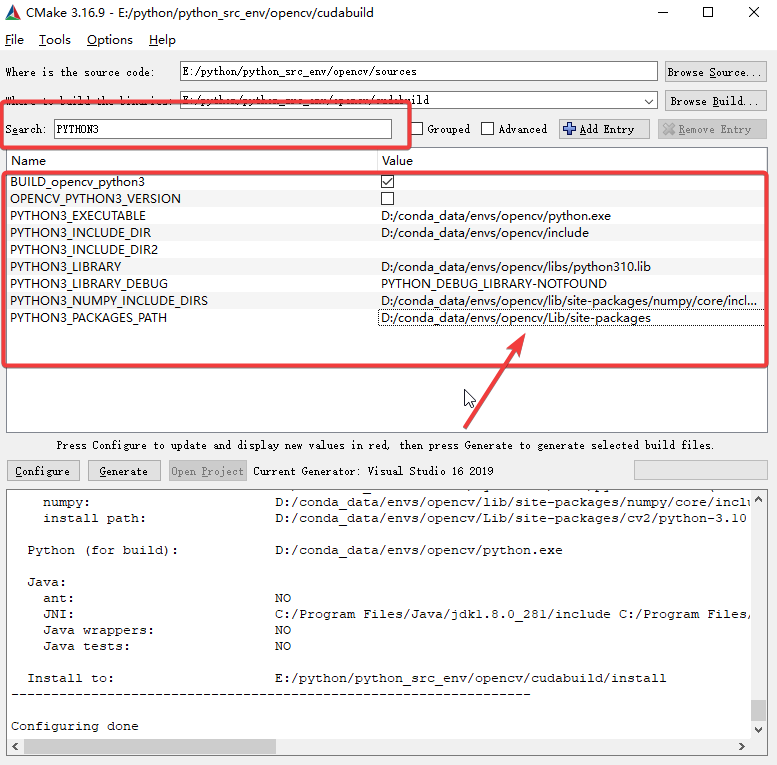 CMake 3.16.9 - E:/python/python_src_env/opencv/cudabuild
File Tools Options Help
Where is the source code: E:/python/python_src_env/opencv/sources Browse Source...
Where to build the binaries: E:/python/python_src_env/opencv/cudabuild Browse Build...
Search: PYTHON3 Grouped Advanced Add Entry Remove Entry
Name Value
BUILD_opencv_python3
OPENCV_PYTHON3_VERSION
PYTHON3_EXECUTABLE D:/conda_data/envs/opencv/python.exe
PYTHON3_INCLUDE_DIR D:/conda_data/envs/opencv/include
PYTHON3_INCLUDE_DIR2
PYTHON3_LIBRARY D:/conda_data/envs/opencv/libs/python310.lib
PYTHON3_LIBRARY_DEBUG PYTHON_DEBUG_LIBRARY-NOTFOUND
PYTHON3_NUMPY_INCLUDE_DIRS D:/conda_data/envs/opencv/lib/site-packages/numpy/core/incl...
PYTHON3_PACKAGES_PATH D:/conda_data/envs/opencv/Lib/site-packages
Press Configure to update and display new values in red, then press Generate to generate selected build files.
Configure Generate Open Project Current Generator: Visual Studio 16 2019
numpy: D:/conda_data/envs/opencv/lib/site-packages/numpy/core/inclu
install path: D:/conda_data/envs/opencv/Lib/site-packages/cv2/python-3.10
Python (for build): D:/conda_data/envs/opencv/python.exe
Java:
ant: NO
JNI: C:/Program Files/Java/jdk1.8.0_281/include C:/Program Files/
Java wrappers: NO
Java tests: NO
Install to: E:/python/python_src_env/opencv/cudabuild/install
-----------------------------------------------------------------
Configuring done